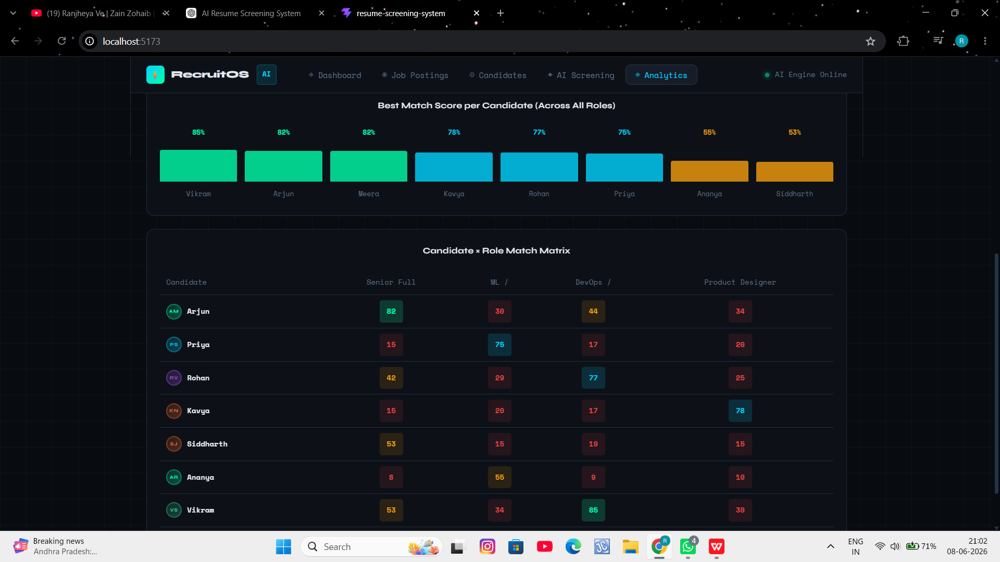 (19) Ranjheya Ve | Zain Zohaib
AI Resume Screening System
resume-screening-system
localhost:5173
R
RecruitOS
AI
Dashboard
Job Postings
Candidates
AI Screening
Analytics
AI Engine Online
Best Match Score per Candidate (Across All Roles)
85% 82% 82% 78% 77% 75% 55% 53%
Vikram Arjun Meera Kavya Rohan Priya Ananya Siddharth
Candidate × Role Match Matrix
Candidate Senior Full ML / DevOps / Product Designer
AM Arjun 82 30 44 34
PS Priya 15 75 17 20
RV Rohan 42 29 77 25
KN Kavya 15 20 17 78
SJ Siddharth 53 15 19 15
AR Ananya 8 55 9 10
VS Vikram 53 34 85 30
Breaking news
Andhra Pradesh:...
Search
JC
R
4
W
ENG
IN
71%
21:02
08-06-2026